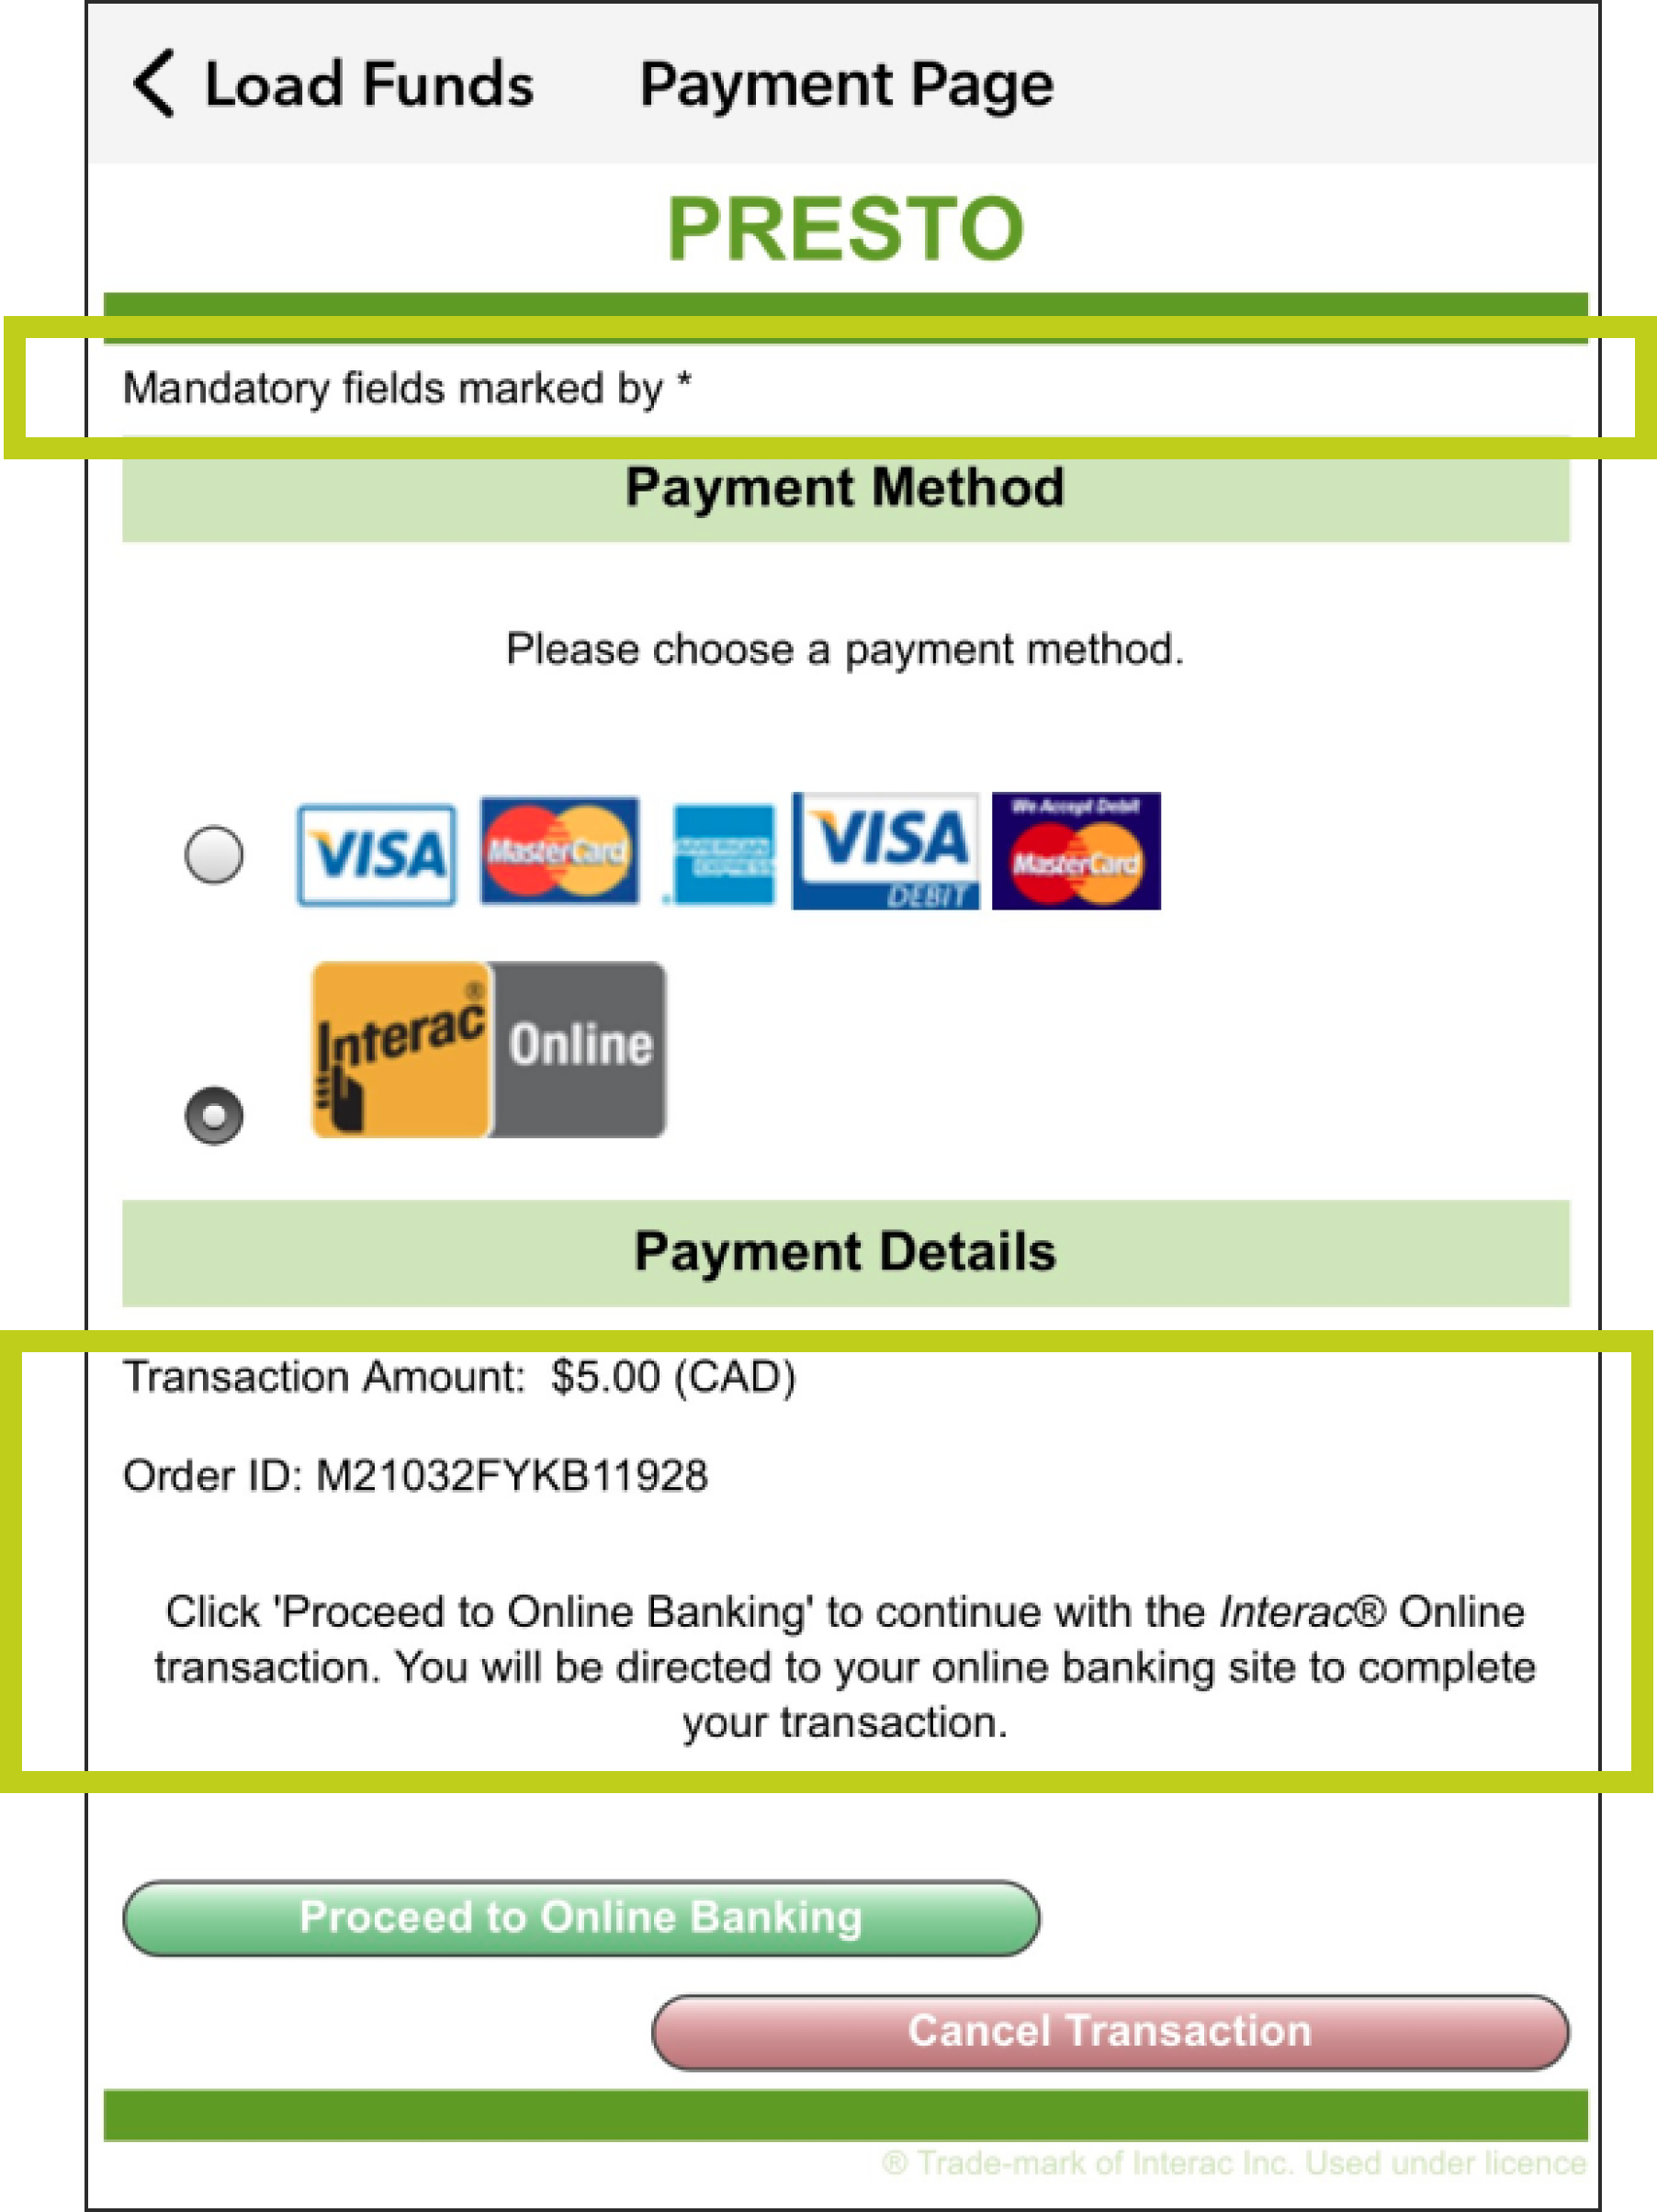 Load Funds Payment Page
PRESTO
Mandatory fields marked by *
Payment Method
Please choose a payment method.
VISA MasterCard AMERICAN EXPRESS VISA DEBIT We Accept Debit MasterCard
Interac® Online
Payment Details
Transaction Amount: $5.00 (CAD)
Order ID: M21032FYKB11928
Click 'Proceed to Online Banking' to continue with the Interac® Online
transaction. You will be directed to your online banking site to complete
your transaction.
Proceed to Online Banking
Cancel Transaction
® Trade-mark of Interac Inc. Used under licence